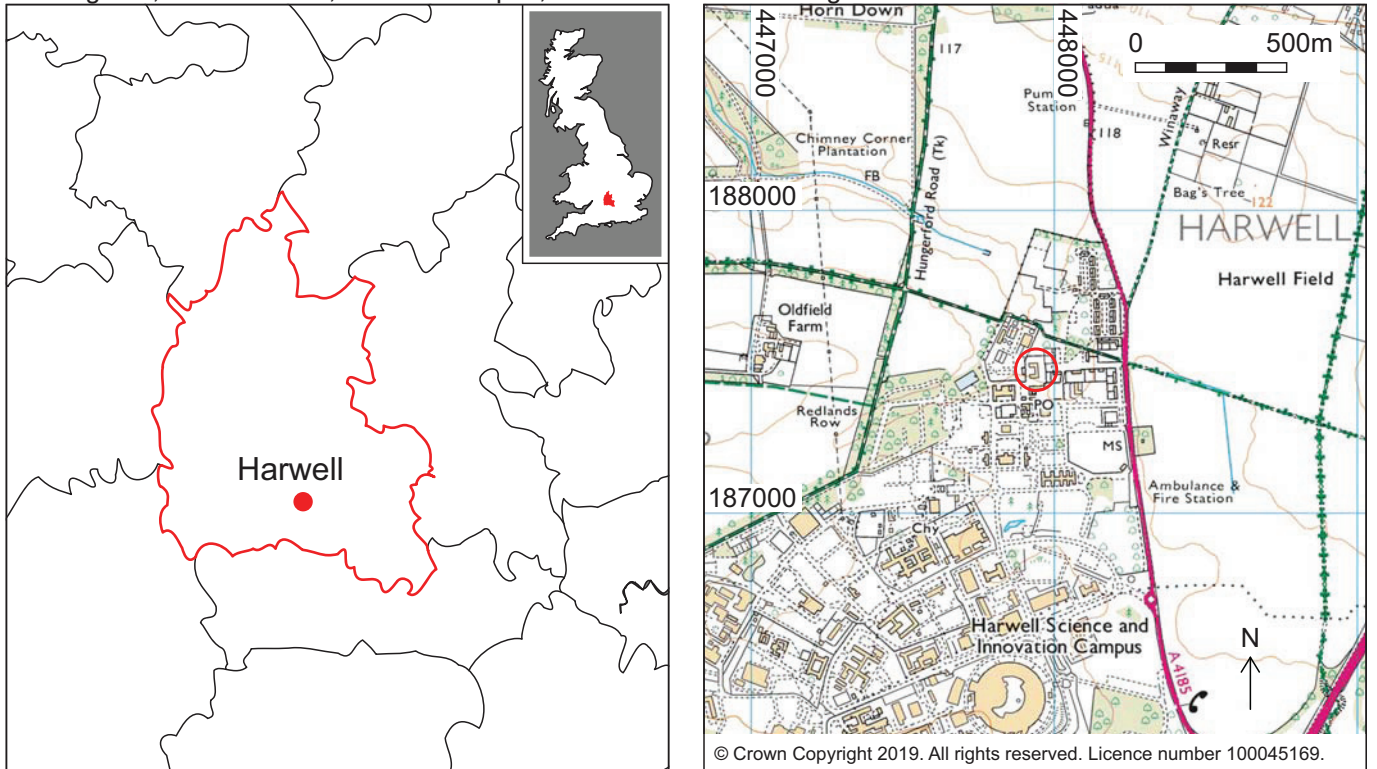 Harwell
Horn Down
117
447000
448000
0 500m
115
Pum
Station
118
Winaway
Resr
Chimney Corner
Plantation
FB
Hungerford Road (Tk)
Bag's Tree
122
188000
HARWELL
Harwell Field
Oldfield
Farm
PO
Redlands
Row
MS
Ambulance &
Fire Station
187000
Chy
Harwell Science and
Innovation Campus
N
A 4185
© Crown Copyright 2019. All rights reserved. Licence number 100045169.